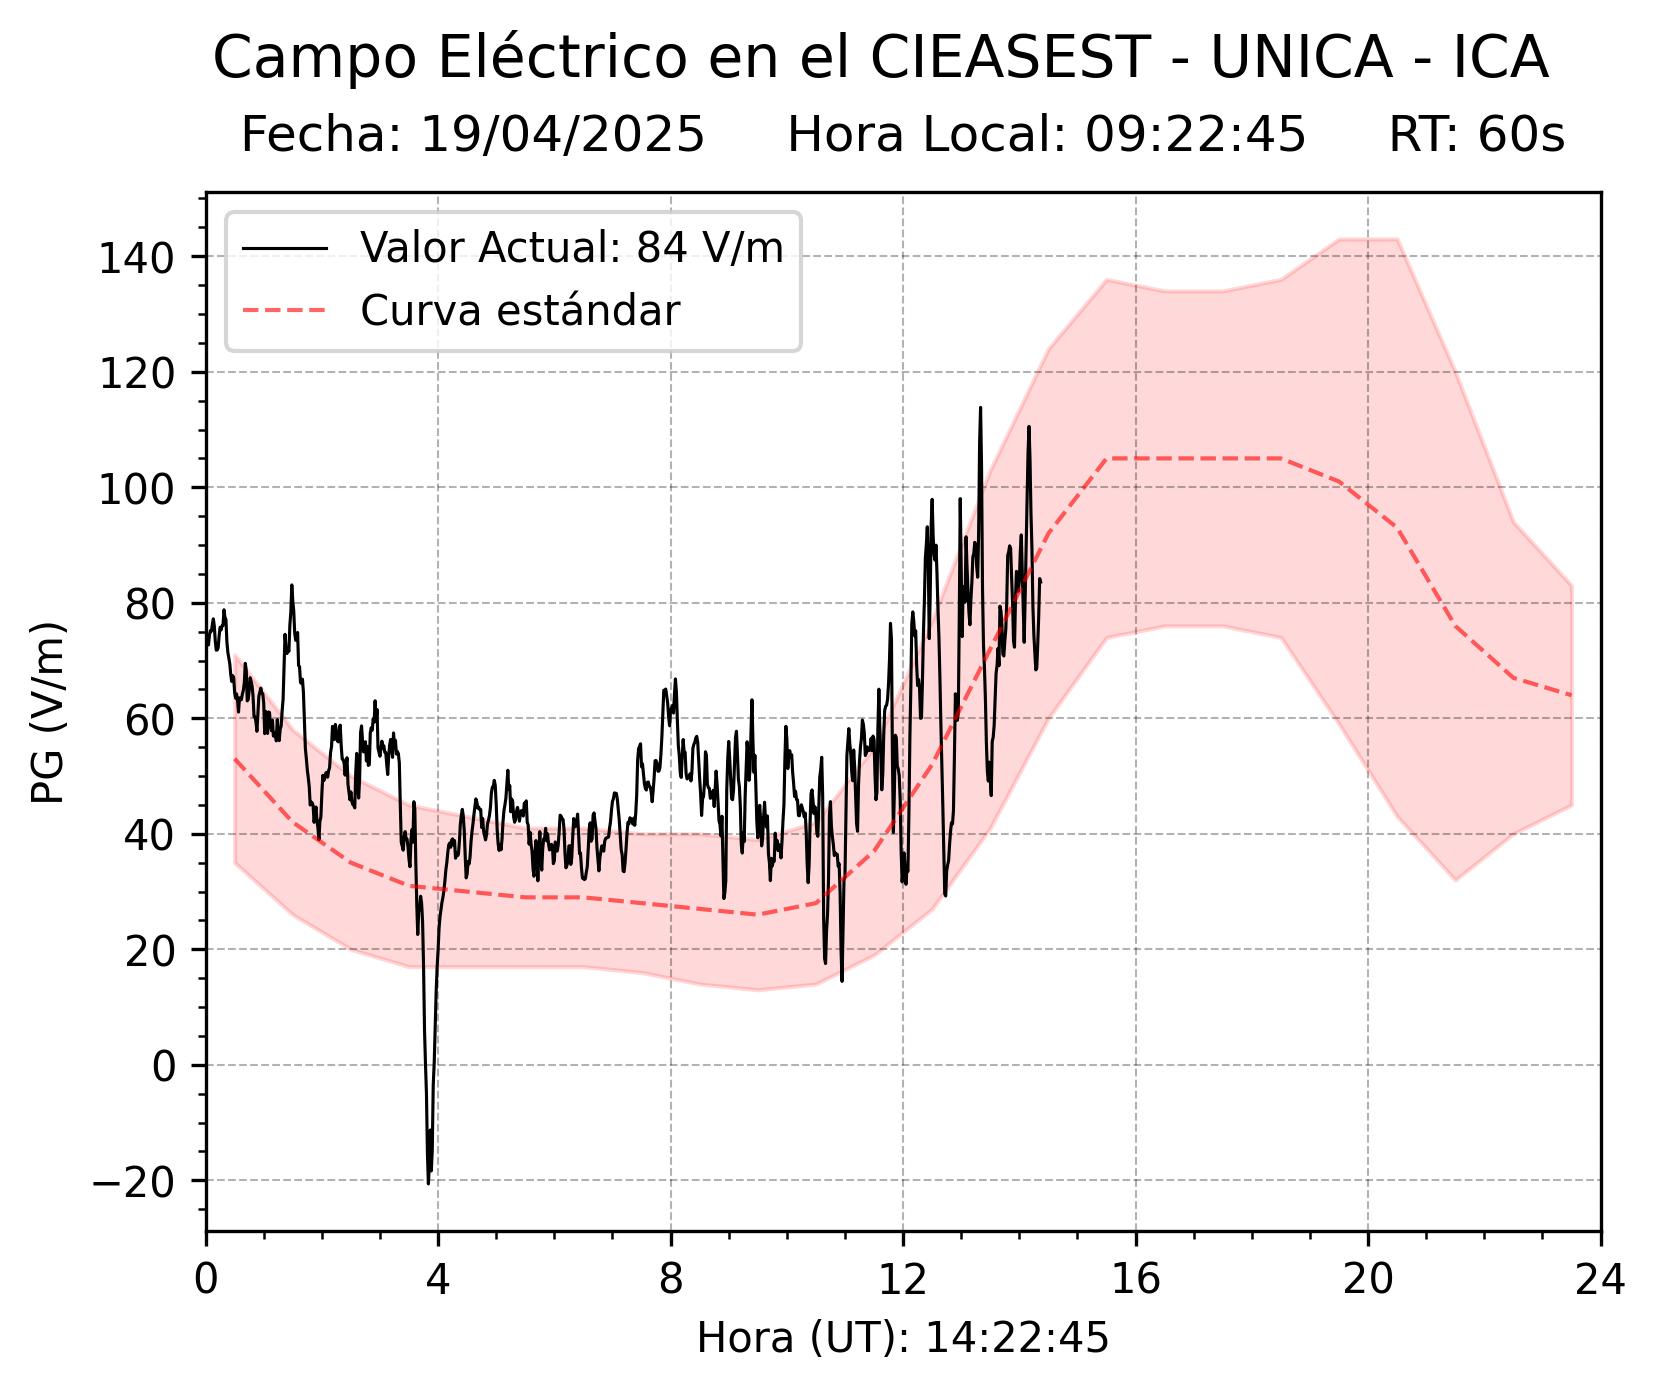 Campo Eléctrico en el CIEASEST - UNICA - ICA
Fecha: 19/04/2025 Hora Local: 09:22:45 RT: 60s
Valor Actual: 84 V/m
Curva estándar
PG (V/m)
140
120
100
80
60
40
20
0
−20
0 4 8 12 16 20 24
Hora (UT): 14:22:45